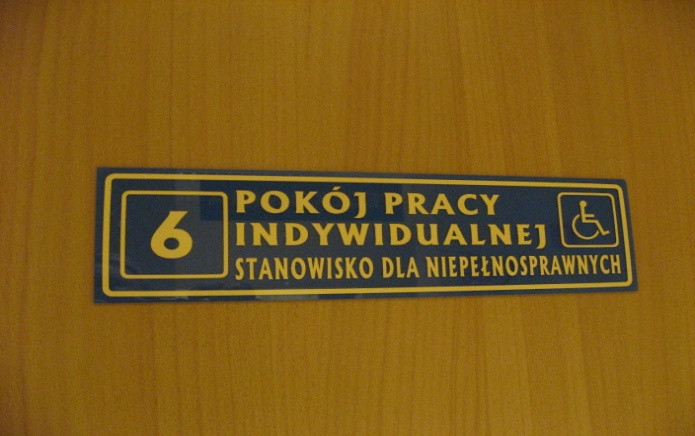 6
POKÓJ PRACY
INDYWIDUALNEJ
STANOWISKO DLA NIEPEŁNOSPRAWNYCH